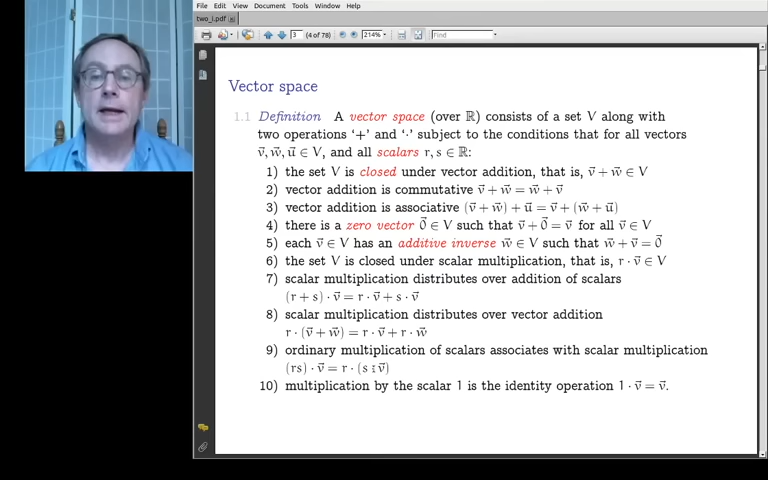 File Edit View Document Tools Window Help
two_i.pdf
3 (4 of 78) 214% Find
Vector space
1.1 Definition A vector space (over ℝ) consists of a set V along with
two operations ‘+’ and ‘·’ subject to the conditions that for all vectors
v⃗, w⃗, u⃗ ∈ V, and all scalars r, s ∈ ℝ:
1) the set V is closed under vector addition, that is, v⃗ + w⃗ ∈ V
2) vector addition is commutative v⃗ + w⃗ = w⃗ + v⃗
3) vector addition is associative (v⃗ + w⃗) + u⃗ = v⃗ + (w⃗ + u⃗)
4) there is a zero vector 0⃗ ∈ V such that v⃗ + 0⃗ = v⃗ for all v⃗ ∈ V
5) each v⃗ ∈ V has an additive inverse w⃗ ∈ V such that w⃗ + v⃗ = 0⃗
6) the set V is closed under scalar multiplication, that is, r · v⃗ ∈ V
7) scalar multiplication distributes over addition of scalars
(r + s) · v⃗ = r · v⃗ + s · v⃗
8) scalar multiplication distributes over vector addition
r · (v⃗ + w⃗) = r · v⃗ + r · w⃗
9) ordinary multiplication of scalars associates with scalar multiplication
(rs) · v⃗ = r · (s · v⃗)
10) multiplication by the scalar 1 is the identity operation 1 · v⃗ = v⃗.